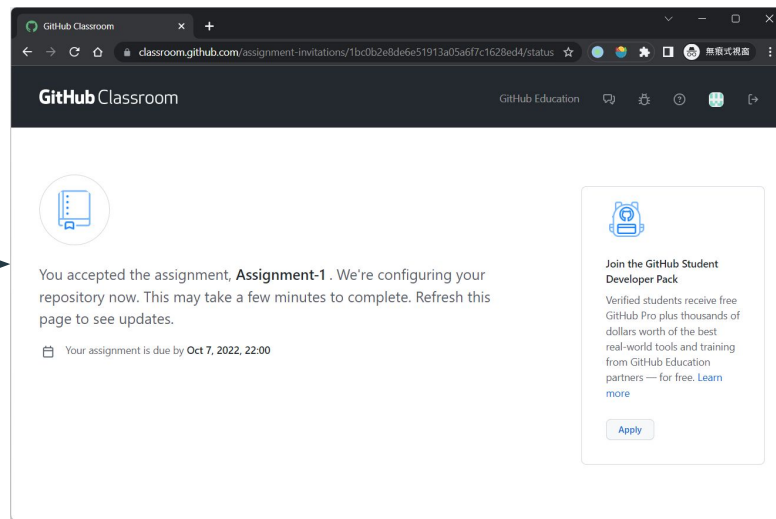 GitHub Classroom
classroom.github.com/assignment-invitations/1bc0b2e8de6e51913a05a6f7c1628ed4/status
無痕式視窗
GitHub Classroom
GitHub Education
You accepted the assignment, Assignment-1 . We're configuring your
repository now. This may take a few minutes to complete. Refresh this
page to see updates.
Your assignment is due by Oct 7, 2022, 22:00
Join the GitHub Student
Developer Pack
Verified students receive free
GitHub Pro plus thousands of
dollars worth of the best
real-world tools and training
from GitHub Education
partners — for free. Learn
more
Apply